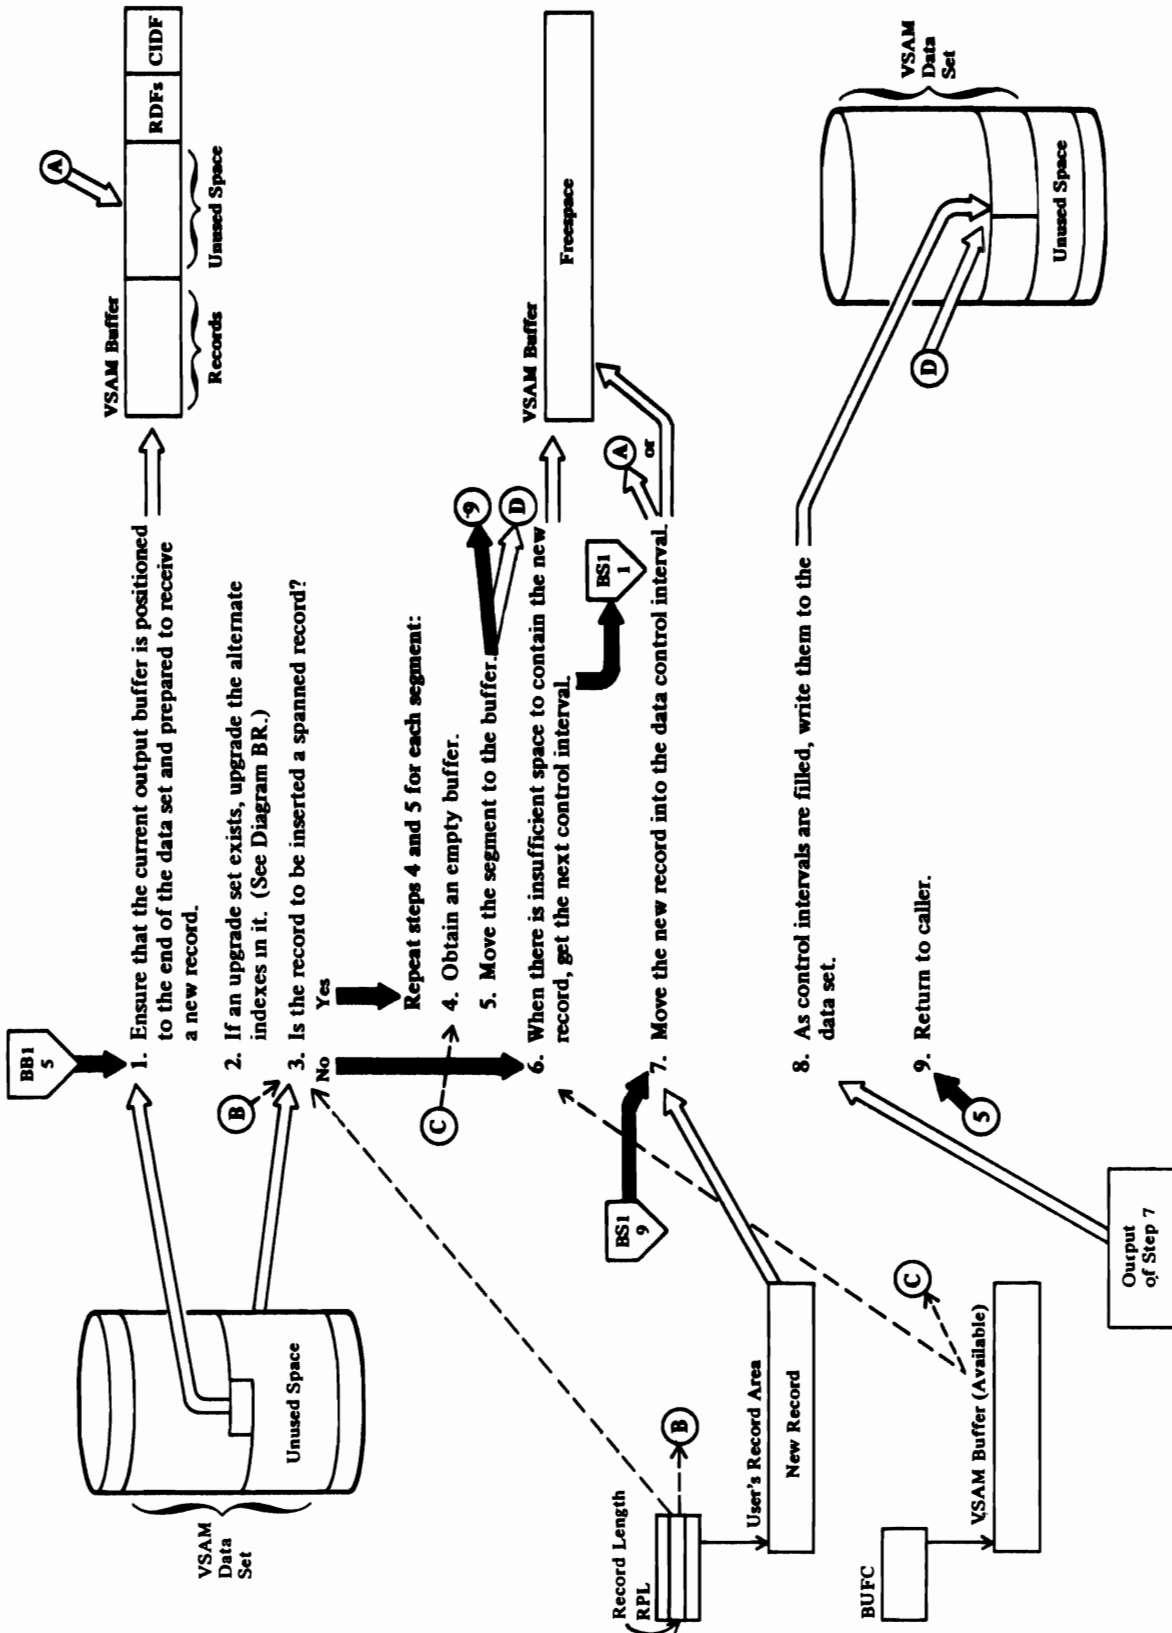 VSAM
Data
Set
Unused Space
Record Length
RPL
B
User's Record Area
New Record
BUFC
VSAM Buffer (Available)
C
Output
of Step 7
BB1
5
1. Ensure that the current output buffer is positioned
to the end of the data set and prepared to receive
a new record.
2. If an upgrade set exists, upgrade the alternate
indexes in it. (See Diagram BR.)
B
3. Is the record to be inserted a spanned record?
No
Yes
Repeat steps 4 and 5 for each segment:
C
4. Obtain an empty buffer.
5. Move the segment to the buffer.
9
D
6. When there is insufficient space to contain the new
record, get the next control interval.
BS1
1
BS1
9
7. Move the new record into the data control interval.
A
or
8. As control intervals are filled, write them to the
data set.
9. Return to caller.
5
VSAM Buffer
RDFs
CIDF
Records
Unused Space
A
VSAM Buffer
Freespace
D
VSAM
Data
Set
Unused Space